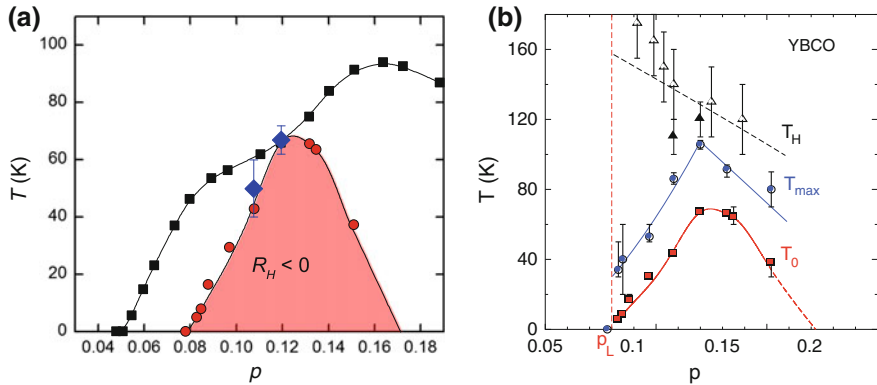 (a)
100
80
60
40
20
0
T (K)
R_H < 0
0.04 0.06 0.08 0.10 0.12 0.14 0.16 0.18
p
(b)
YBCO
160
120
80
40
0
T (K)
T_H
T_max
T_0
p_L
0.05 0.1 0.15 0.2
p